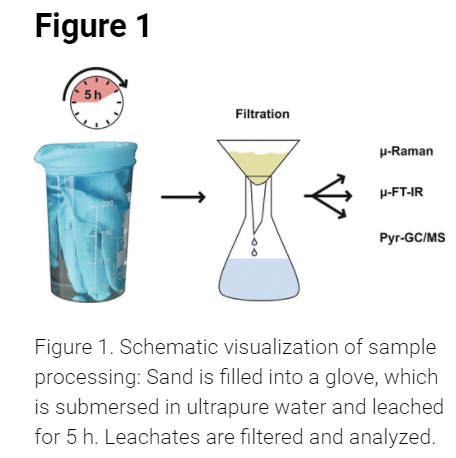 Figure 1
5 h
Filtration
µ-Raman
µ-FT-IR
Pyr-GC/MS
200
Figure 1. Schematic visualization of sample
processing: Sand is filled into a glove, which
is submersed in ultrapure water and leached
for 5 h. Leachates are filtered and analyzed.